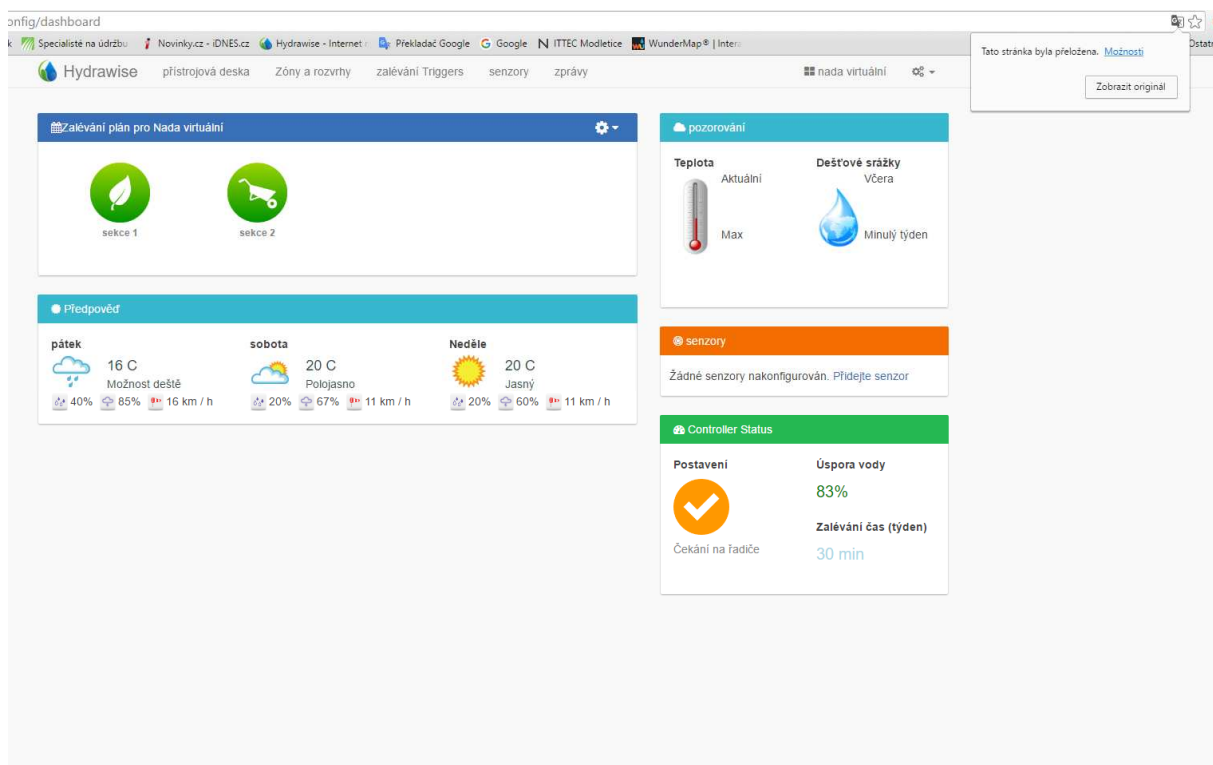 onfig/dashboard
k Specialisté na údržbu Novinky.cz iDNES.cz Hydrawise - Internet Překladač Google Google ITTEC Modletice WunderMap® | Inter
Tato stránka byla přeložena. Možnosti
Zobrazit originál
Hydrawise přístrojová deska Zóny a rozvrhy zalévání Triggers senzory zprávy nada virtuální
Zalévání plán pro Nada virtuální
sekce 1 sekce 2
pozorování
Teplota Dešťové srážky
Aktuální Včera
Max Minulý týden
Předpověď
pátek sobota Neděle
16 C 20 C 20 C
Možnost deště Polojasno Jasný
40% 85% 16 km / h 20% 67% 11 km / h 20% 60% 11 km / h
senzory
Žádné senzory nakonfigurován. Přidejte senzor
Controller Status
Postavení Úspora vody
83%
Zalévání čas (týden)
Čekání na řadiče 30 min